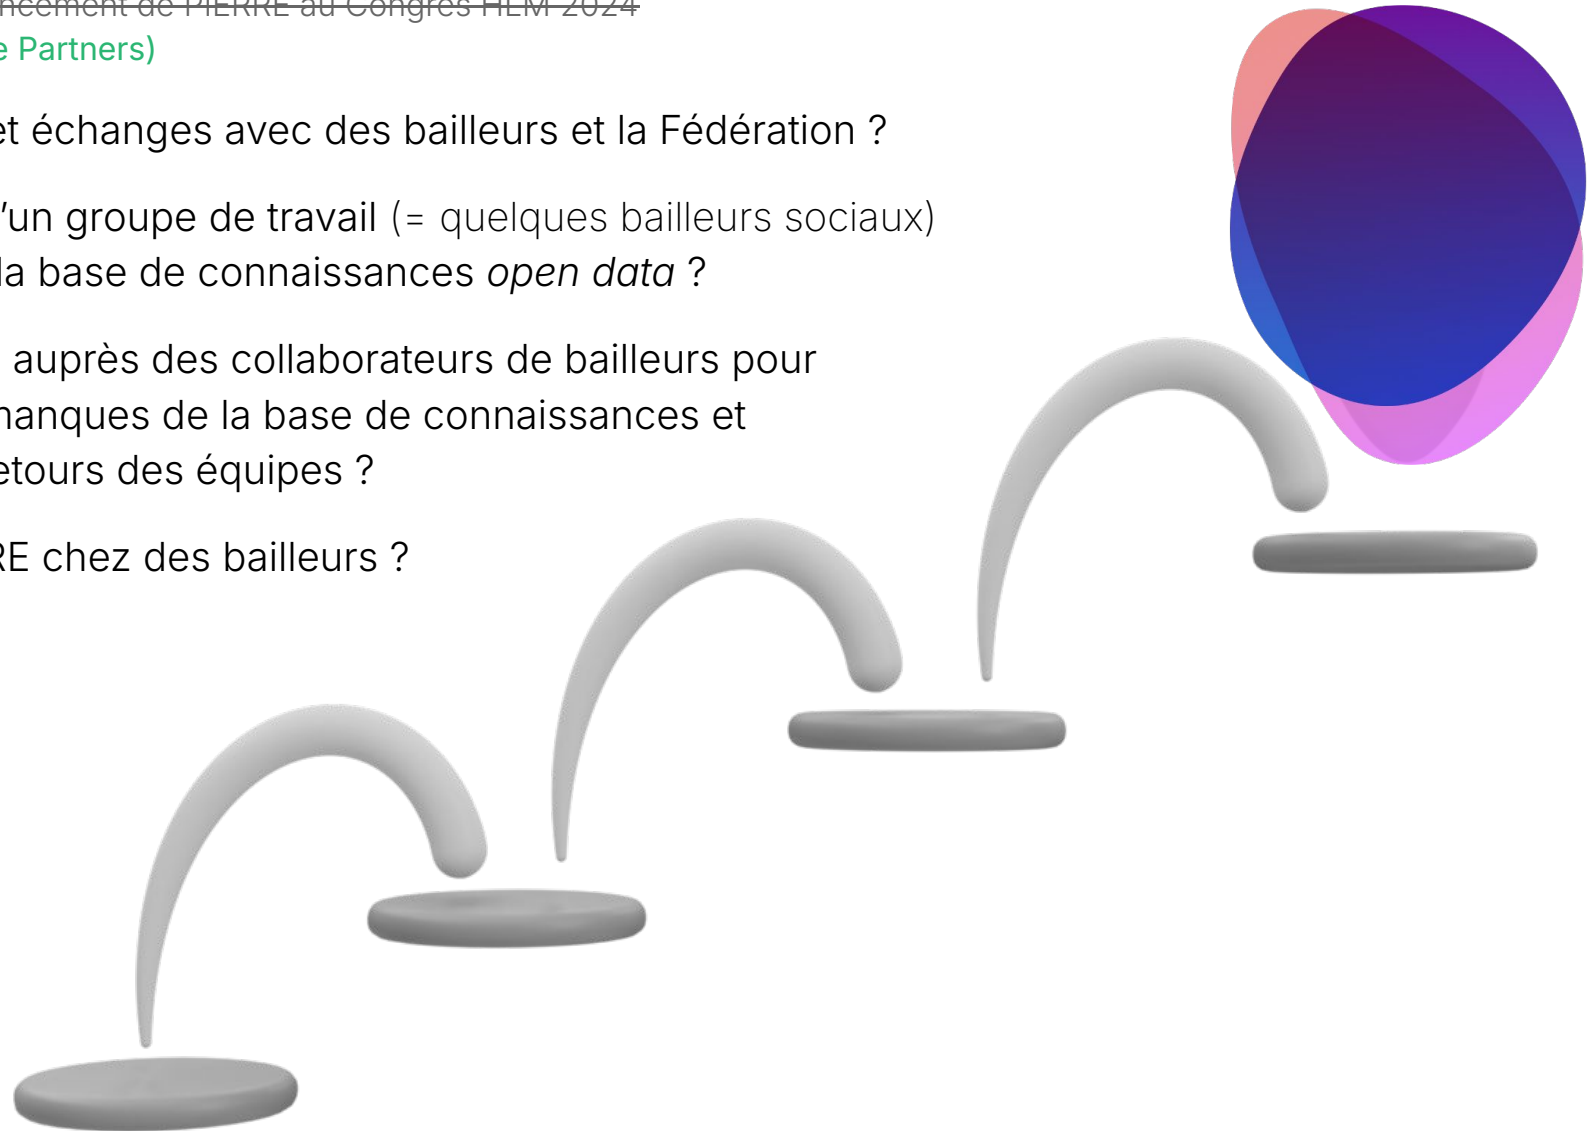 ncement de PIERRE au Congrès HLM 2024
e Partners)
et échanges avec des bailleurs et la Fédération ?
'un groupe de travail (= quelques bailleurs sociaux)
la base de connaissances open data ?
auprès des collaborateurs de bailleurs pour
manques de la base de connaissances et
etours des équipes ?
RE chez des bailleurs ?